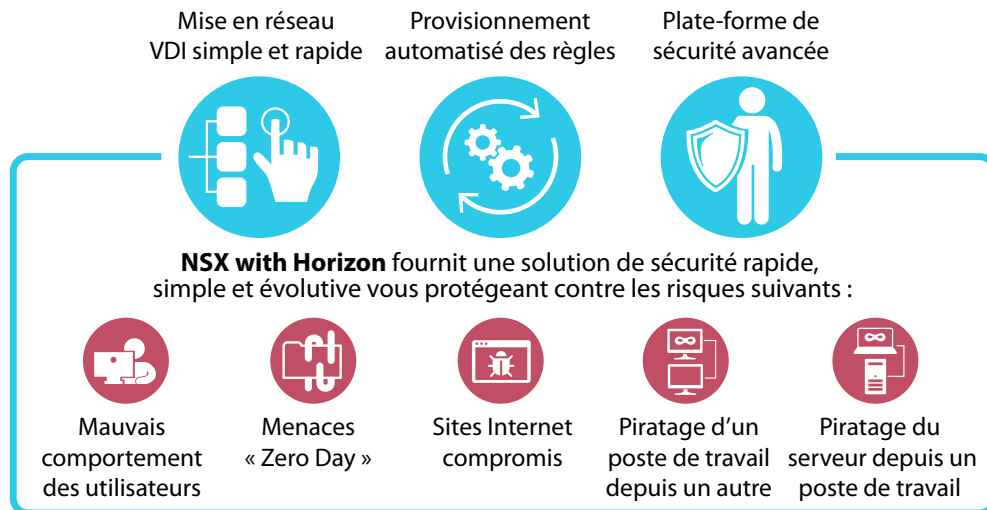 Mise en réseau
VDI simple et rapide
Provisionnement
automatisé des règles
Plate-forme de
sécurité avancée
NSX with Horizon fournit une solution de sécurité rapide,
simple et évolutive vous protégeant contre les risques suivants :
Mauvais
comportement
des utilisateurs
Menaces
« Zero Day »
Sites Internet
compromis
Piratage d’un
poste de travail
depuis un autre
Piratage du
serveur depuis un
poste de travail